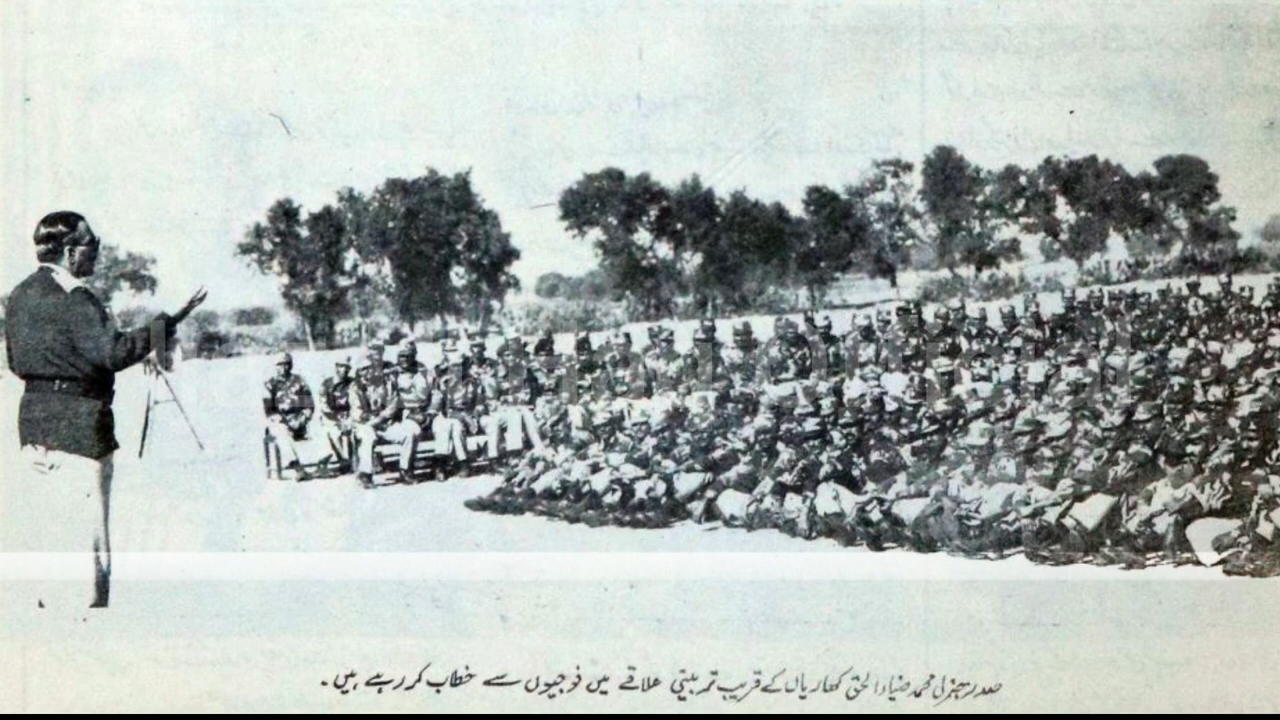 صدر جنرل محمد ضیاء الحق کھاریاں کے قریب تربیتی علاقے میں فوجیوں سے خطاب کر رہے ہیں ۔